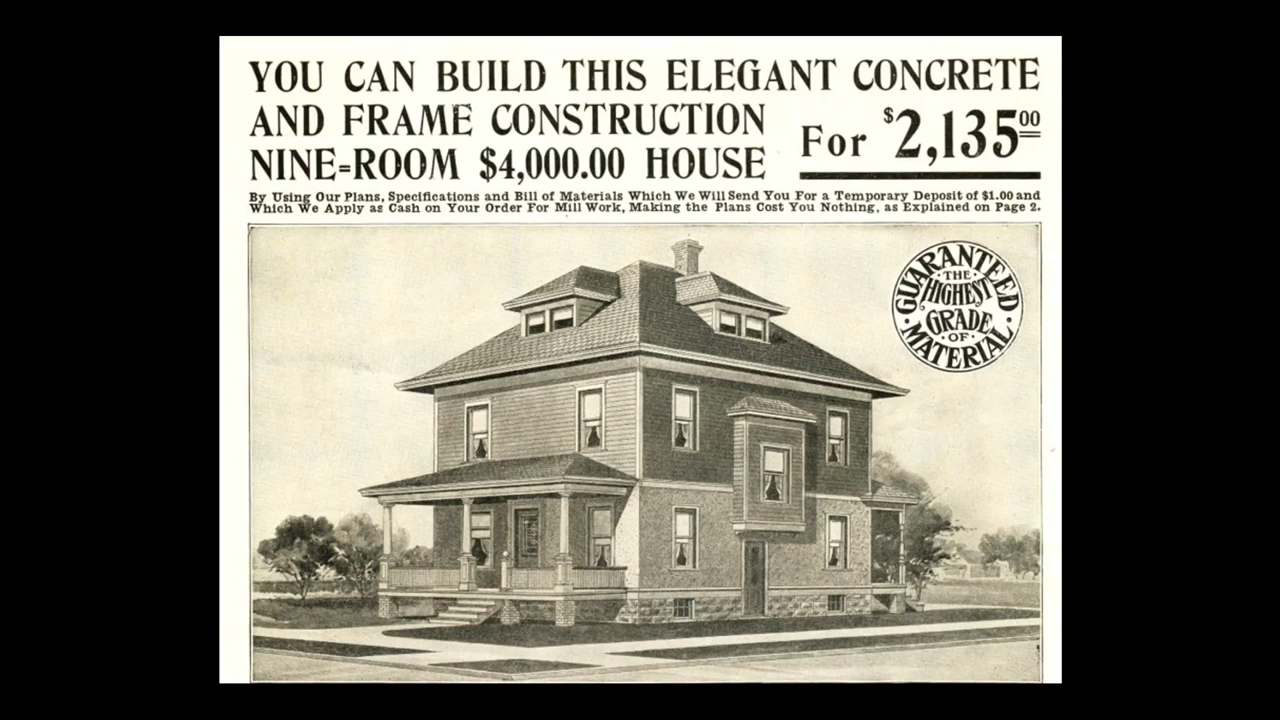 YOU CAN BUILD THIS ELEGANT CONCRETE
AND FRAME CONSTRUCTION
NINE=ROOM $4,000.00 HOUSE
For $2,135.00
By Using Our Plans, Specifications and Bill of Materials Which We Will Send You For a Temporary Deposit of $1.00 and
Which We Apply as Cash on Your Order For Mill Work, Making the Plans Cost You Nothing, as Explained on Page 2.
GUARANTEED
THE
HIGHEST
GRADE
OF
MATERIAL